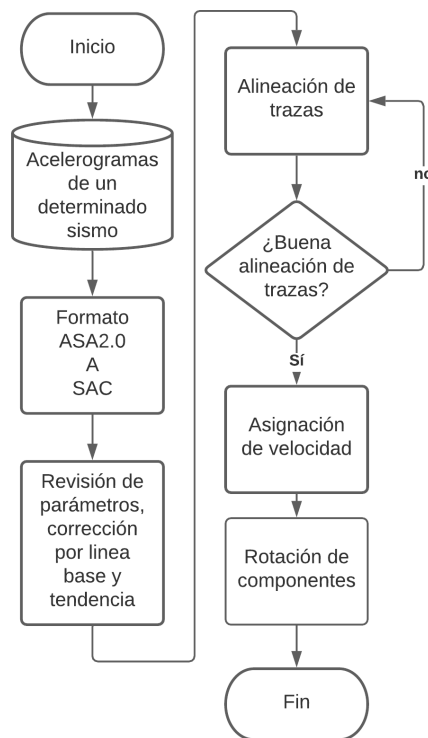 Inicio
Acelerogramas
de un
determinado
sismo
Formato
ASA2.0
A
SAC
Revisión de
parámetros,
corrección
por linea
base y
tendencia
Alineación de
trazas
¿Buena
alineación de
trazas?
no
Sí
Asignación
de velocidad
Rotación de
componentes
Fin